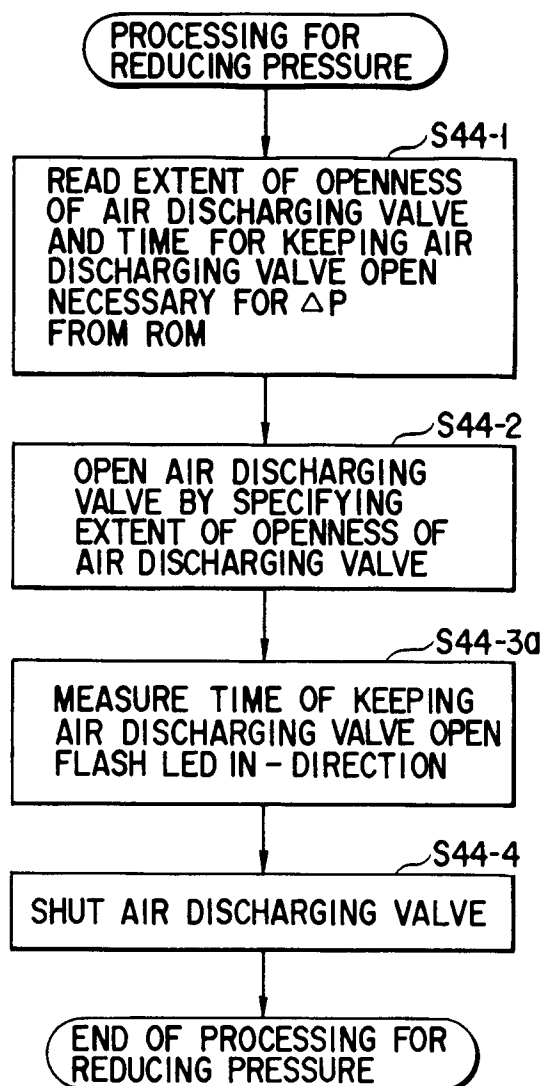 PROCESSING FOR
REDUCING PRESSURE
S44-1
READ EXTENT OF OPENNESS
OF AIR DISCHARGING VALVE
AND TIME FOR KEEPING AIR
DISCHARGING VALVE OPEN
NECESSARY FOR △P
FROM ROM
S44-2
OPEN AIR DISCHARGING
VALVE BY SPECIFYING
EXTENT OF OPENNESS OF
AIR DISCHARGING VALVE
S44-3a
MEASURE TIME OF KEEPING
AIR DISCHARGING VALVE OPEN
FLASH LED IN - DIRECTION
S44-4
SHUT AIR DISCHARGING VALVE
END OF PROCESSING FOR
REDUCING PRESSURE